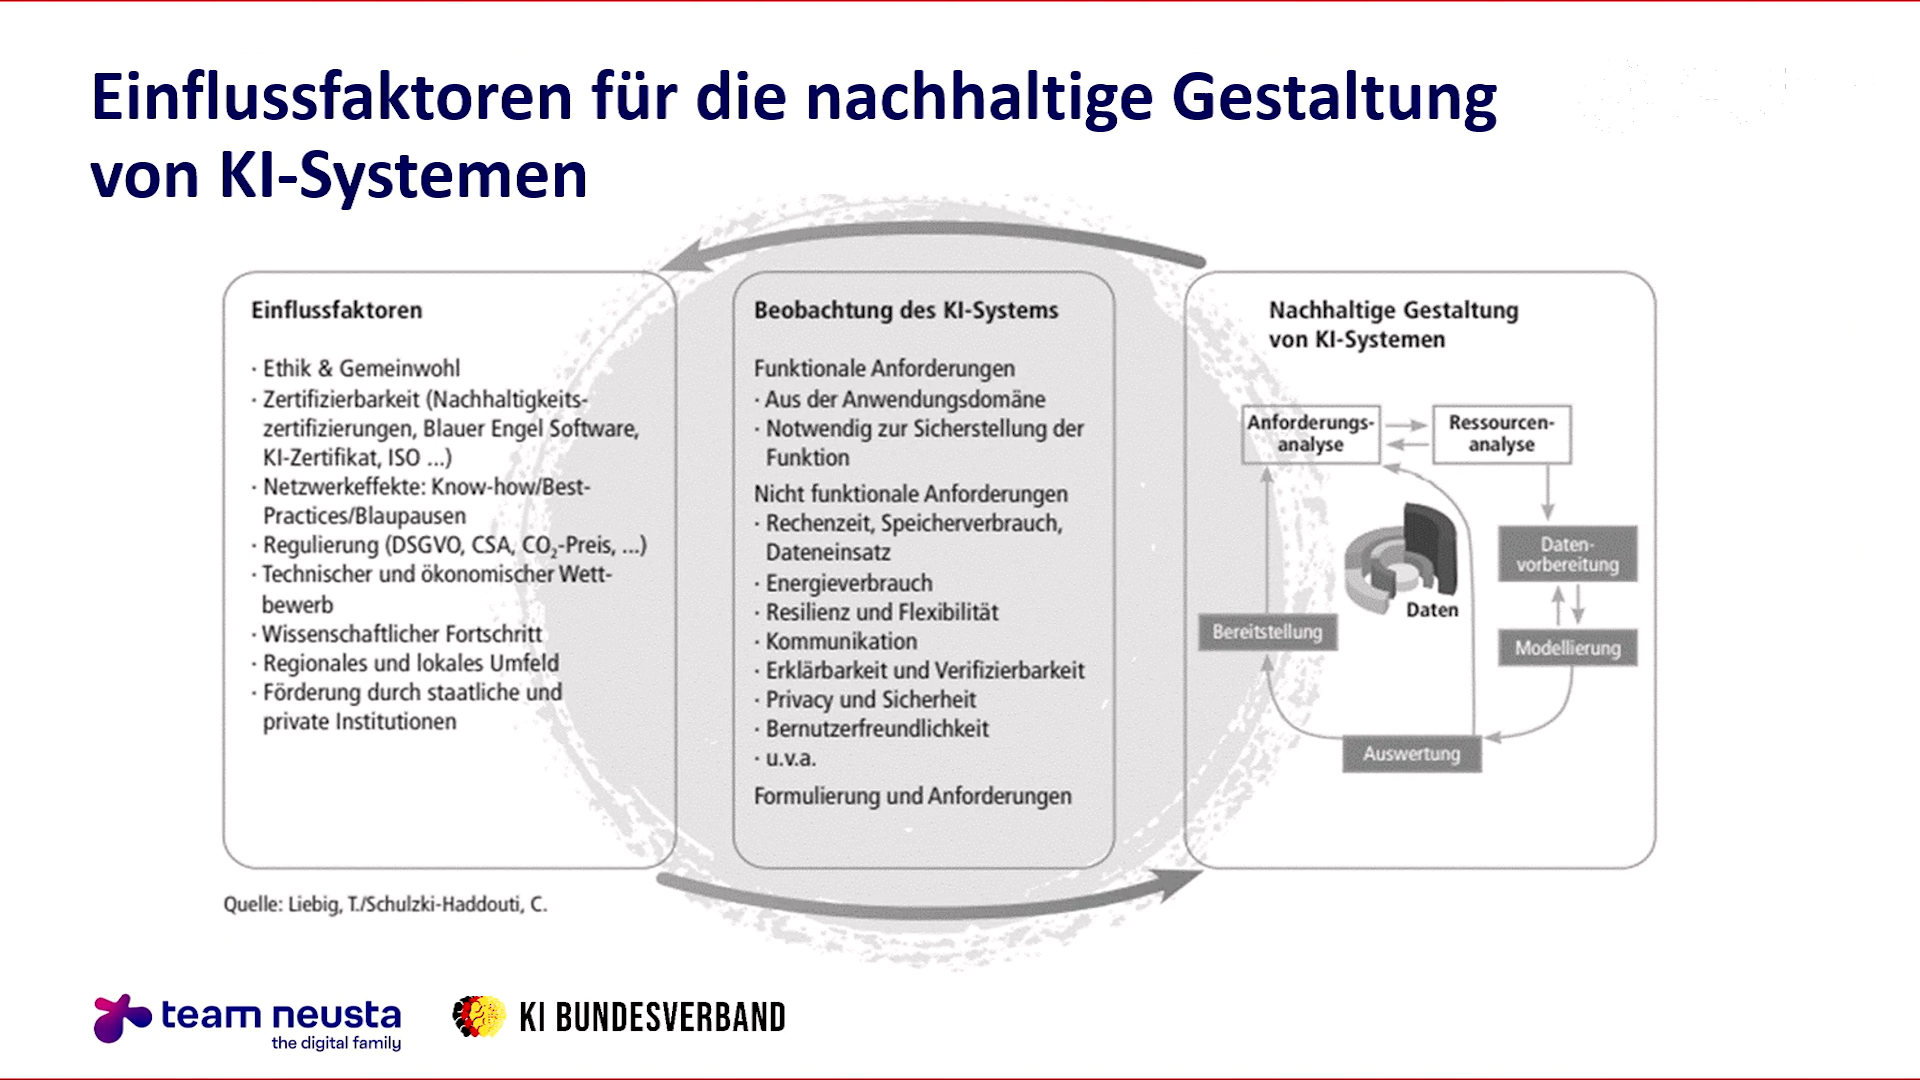 Einflussfaktoren für die nachhaltige Gestaltung
von KI-Systemen
Einflussfaktoren
· Ethik & Gemeinwohl
· Zertifizierbarkeit (Nachhaltigkeits-
zertifizierungen, Blauer Engel Software,
KI-Zertifikat, ISO ...)
· Netzwerkeffekte: Know-how/Best-
Practices/Blaupausen
· Regulierung (DSGVO, CSA, CO₂-Preis, ...)
· Technischer und ökonomischer Wett-
bewerb
· Wissenschaftlicher Fortschritt
· Regionales und lokales Umfeld
· Förderung durch staatliche und
private Institutionen
Beobachtung des KI-Systems
Funktionale Anforderungen
· Aus der Anwendungsdomäne
· Notwendig zur Sicherstellung der
Funktion
Nicht funktionale Anforderungen
· Rechenzeit, Speicherverbrauch,
Dateneinsatz
· Energieverbrauch
· Resilienz und Flexibilität
· Kommunikation
· Erklärbarkeit und Verifizierbarkeit
· Privacy und Sicherheit
· Bernutzerfreundlichkeit
· u.v.a.
Formulierung und Anforderungen
Nachhaltige Gestaltung
von KI-Systemen
Anforderungs-
analyse
Ressourcen-
analyse
Daten-
vorbereitung
Daten
Bereitstellung
Modellierung
Auswertung
Quelle: Liebig, T./Schulzki-Haddouti, C.
team neusta
the digital family
KI BUNDESVERBAND